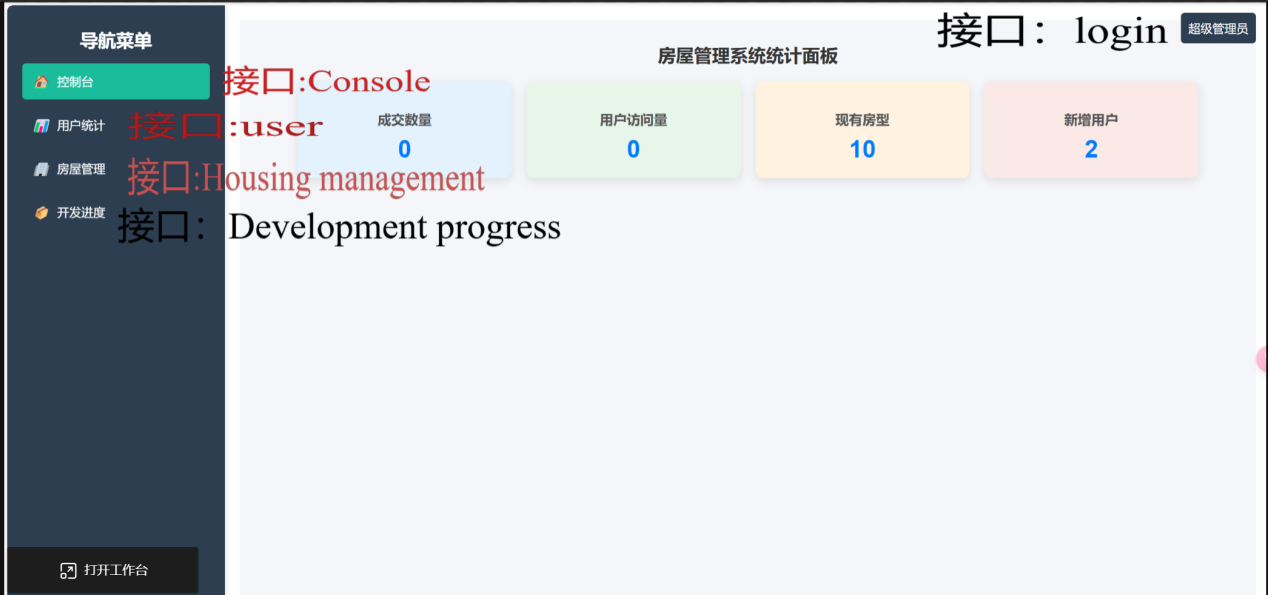 导航菜单
控制台
接口:Console
用户统计
接口:user
房屋管理
接口:Housing management
开发进度
接口：Development progress
打开工作台
接口：login
超级管理员
房屋管理系统统计面板
成交数量
0
用户访问量
0
现有房型
10
新增用户
2